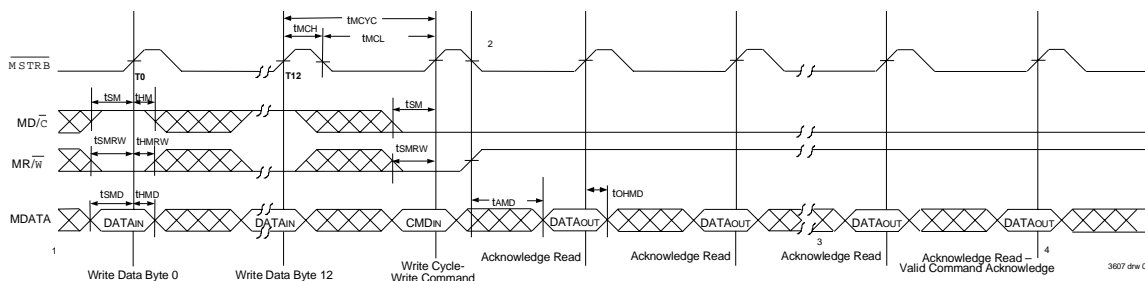 tMCYC
tMCH
tMCL
2
MSTRB
T0
T12
tSM
tHM
tSM
MD/C
tSMRW
tHMRW
tSMRW
MR/W
tSMD
tHMD
tAMD
tOHMD
MDATA
DATAIN
DATAIN
CMDIN
DATAOUT
DATAOUT
DATAOUT
DATAOUT
1
3
4
Write Data Byte 0
Write Data Byte 12
Write Cycle-
Write Command
Acknowledge Read
Acknowledge Read
Acknowledge Read
Acknowledge Read –
Valid Command Acknowledge
3607 drw